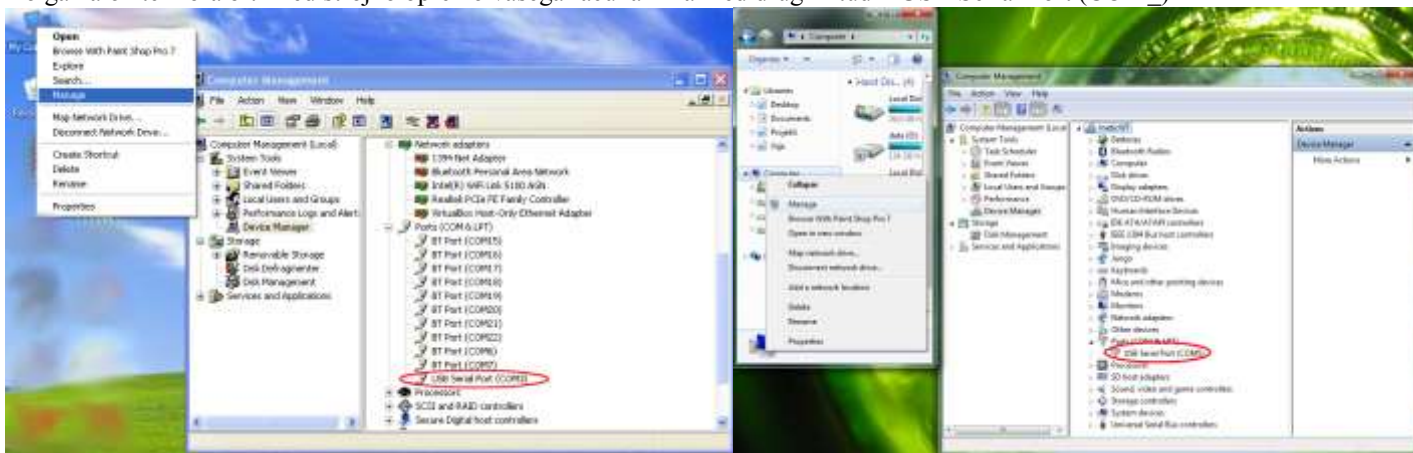 Open
Browse With Paint Shop Pro 7
Explore
Search...
Manage
Map Network Drive...
Disconnect Network Drive...
Create Shortcut
Delete
Rename
Properties
Computer Management
File Action View Window Help
Computer Management (Local)
System Tools
Event Viewer
Shared Folders
Local Users and Groups
Performance Logs and Alert
Device Manager
Storage
Removable Storage
Disk Defragmenter
Disk Management
Services and Applications
Network adapters
1394 Net Adapter
Bluetooth Personal Area Network
Intel(R) WiFi Link 5100 AGN
Realtek PCIe FE Family Controller
VirtualBox Host-Only Ethernet Adapter
Ports (COM & LPT)
BT Port (COM15)
BT Port (COM16)
BT Port (COM17)
BT Port (COM18)
BT Port (COM19)
BT Port (COM20)
BT Port (COM21)
BT Port (COM22)
BT Port (COM6)
BT Port (COM7)
USB Serial Port
Processors
SCSI and RAID controllers
Secure Digital host controllers
Computer
Organize
Libraries
Desktop
Documents
Projekti
Computer
Local Disk
Collapse
Manage
Browse With Paint Shop Pro 7
Open in new window
Map network drive...
Disconnect network drive...
Add a network location
Delete
Rename
Properties
Computer Management
File Action View Help
Computer Management (Local
System Tools
Task Scheduler
Event Viewer
Shared Folders
Local Users and Groups
Performance
Device Manager
Storage
Disk Management
Services and Applications
Batteries
Bluetooth Radios
Computer
Disk drives
Display adapters
DVD/CD-ROM drives
Human Interface Devices
IDE ATA/ATAPI controllers
IEEE 1394 Bus host controllers
Imaging devices
Jungo
Keyboards
Mice and other pointing devices
Modems
Monitors
Network adapters
Other devices
Ports (COM & LPT)
USB Serial Port
Processors
SD host adapters
Sound, video and game controllers
Storage controllers
System devices
Universal Serial Bus controllers
Actions
Device Manager
More Actions